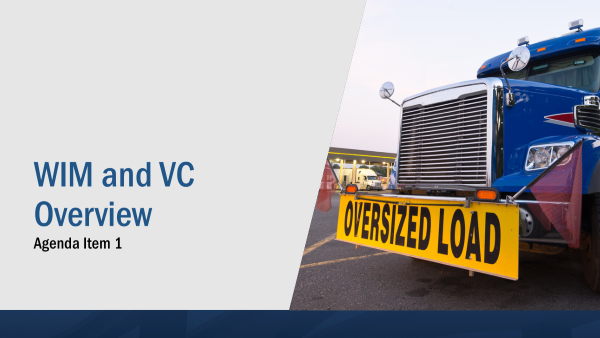 WIM and VC
Overview
Agenda Item 1
OVERSIZED LOAD